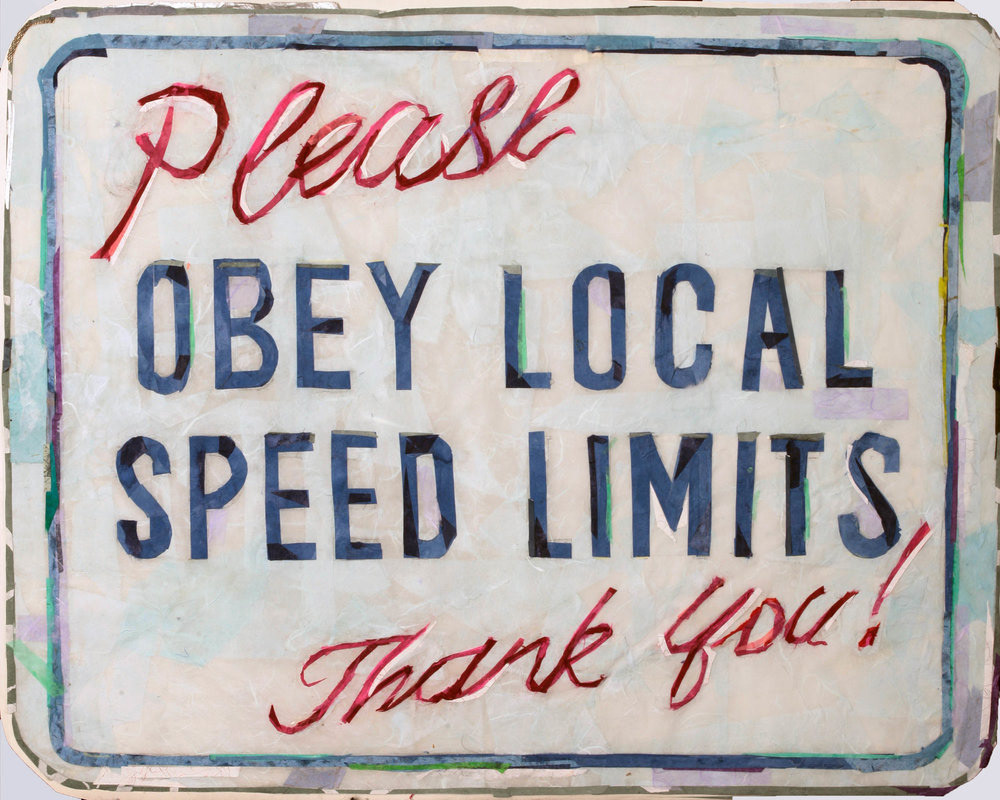 Please
OBEY LOCAL
SPEED LIMITS
Thank you!